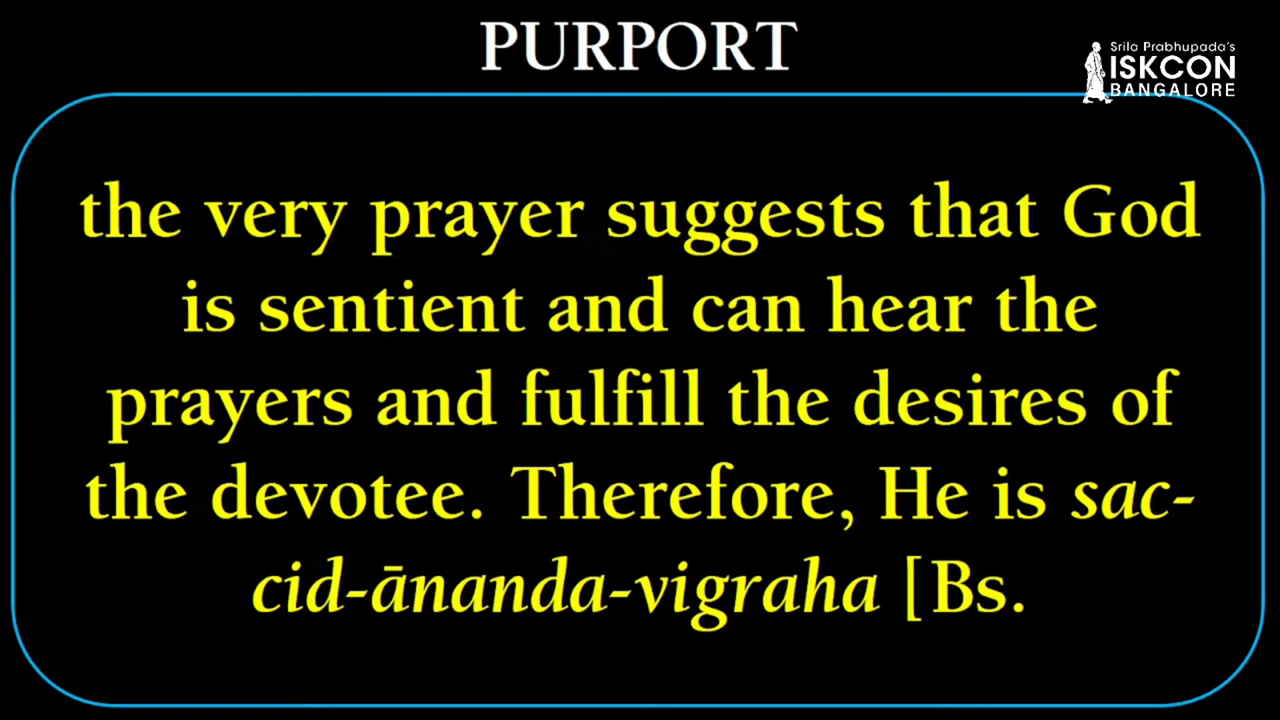 PURPORT
Srila Prabhupada's
ISKCON
BANGALORE
the very prayer suggests that God
is sentient and can hear the
prayers and fulfill the desires of
the devotee. Therefore, He is sac-
cid-ānanda-vigraha [Bs.